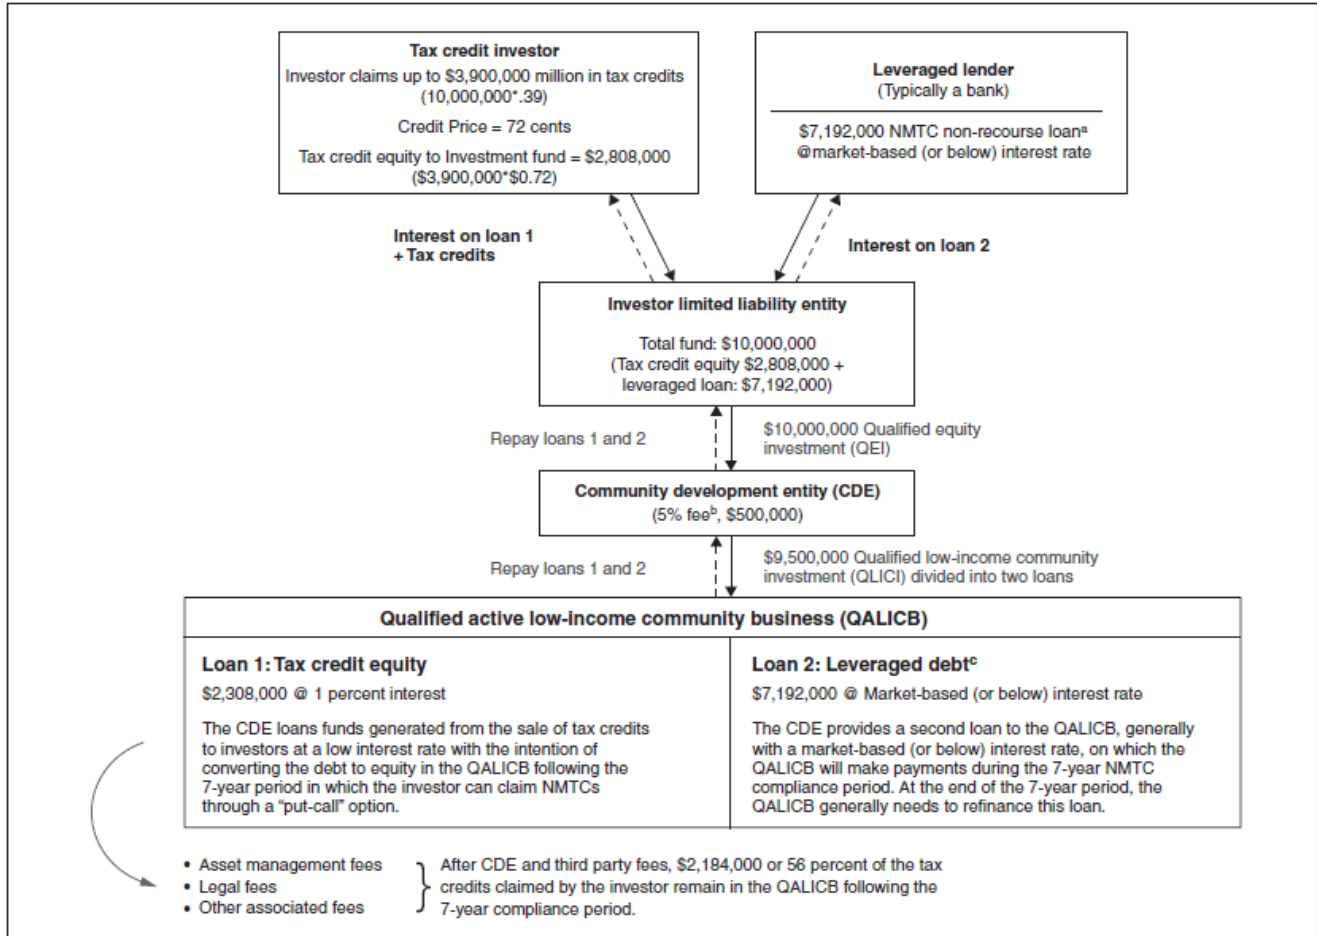 Tax credit investor
Investor claims up to $3,900,000 million in tax credits
(10,000,000*.39)
Credit Price = 72 cents
Tax credit equity to Investment fund = $2,808,000
($3,900,000*$0.72)
Leveraged lender
(Typically a bank)
$7,192,000 NMTC non-recourse loanᵃ
@market-based (or below) interest rate
Interest on loan 1
+ Tax credits
Interest on loan 2
Investor limited liability entity
Total fund: $10,000,000
(Tax credit equity $2,808,000 +
leveraged loan: $7,192,000)
Repay loans 1 and 2
$10,000,000 Qualified equity
investment (QEI)
Community development entity (CDE)
(5% feeᵇ, $500,000)
Repay loans 1 and 2
$9,500,000 Qualified low-income community
investment (QLICI) divided into two loans
Qualified active low-income community business (QALICB)
Loan 1: Tax credit equity
$2,308,000 @ 1 percent interest
The CDE loans funds generated from the sale of tax credits
to investors at a low interest rate with the intention of
converting the debt to equity in the QALICB following the
7-year period in which the investor can claim NMTCs
through a “put-call” option.
Loan 2: Leveraged debtᶜ
$7,192,000 @ Market-based (or below) interest rate
The CDE provides a second loan to the QALICB, generally
with a market-based (or below) interest rate, on which the
QALICB will make payments during the 7-year NMTC
compliance period. At the end of the 7-year period, the
QALICB generally needs to refinance this loan.
• Asset management fees
• Legal fees
• Other associated fees
After CDE and third party fees, $2,184,000 or 56 percent of the tax
credits claimed by the investor remain in the QALICB following the
7-year compliance period.